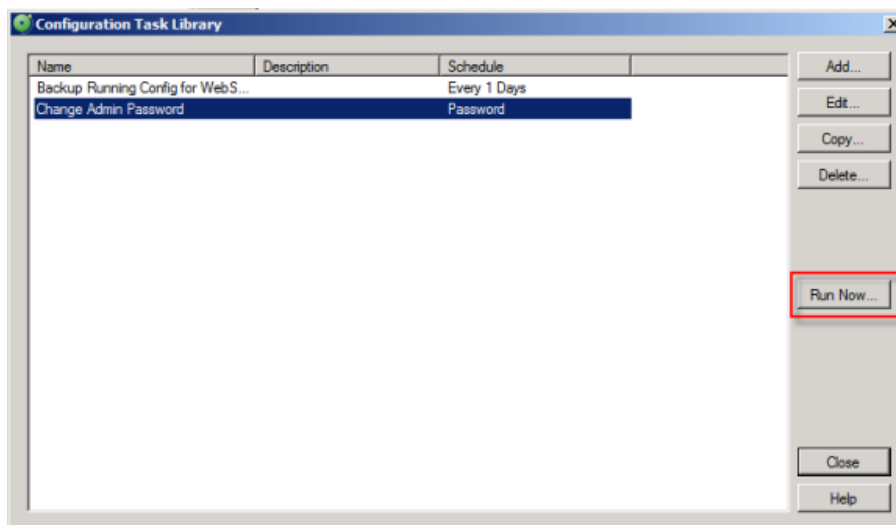 Configuration Task Library
Name Description Schedule
Backup Running Config for WebS... Every 1 Days
Change Admin Password Password
Add...
Edit...
Copy...
Delete...
Run Now...
Close
Help